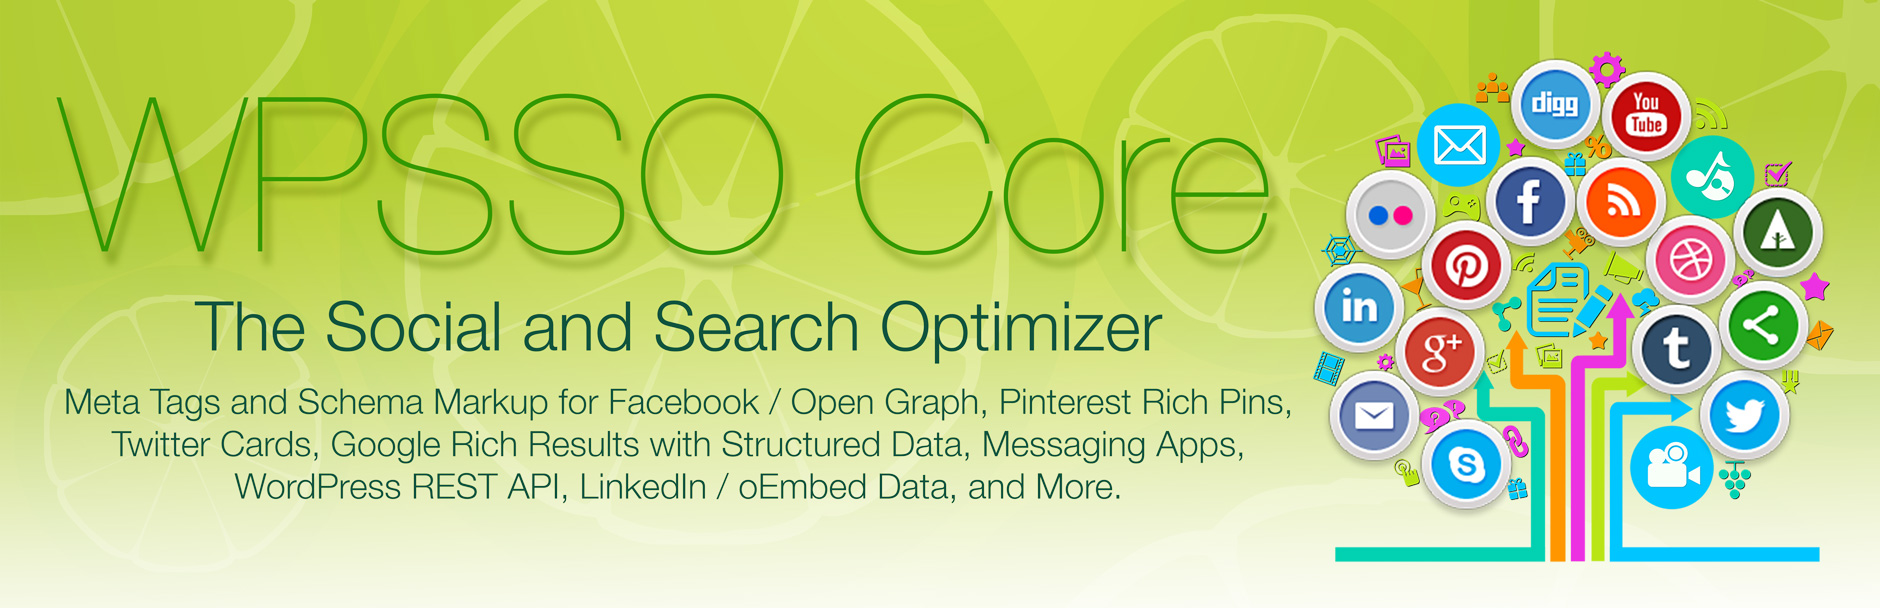 WPSSO Core
The Social and Search Optimizer
Meta Tags and Schema Markup for Facebook / Open Graph, Pinterest Rich Pins,
Twitter Cards, Google Rich Results with Structured Data, Messaging Apps,
WordPress REST API, LinkedIn / oEmbed Data, and More.
digg
You
Tube
f
in
g+
t
S
%